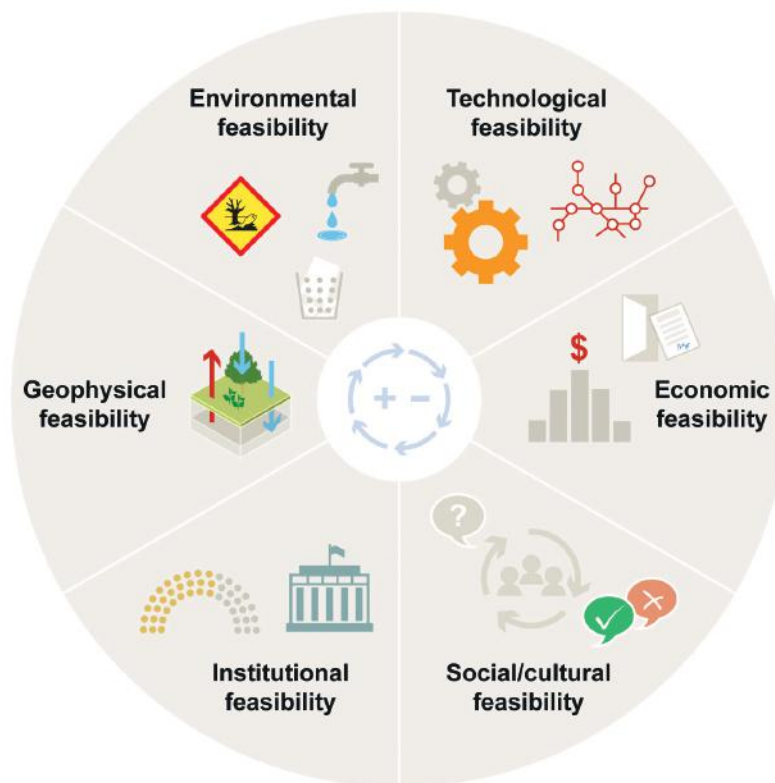 Environmental
feasibility
Technological
feasibility
$
Economic
feasibility
Geophysical
feasibility
+ -
?
Institutional
feasibility
Social/cultural
feasibility